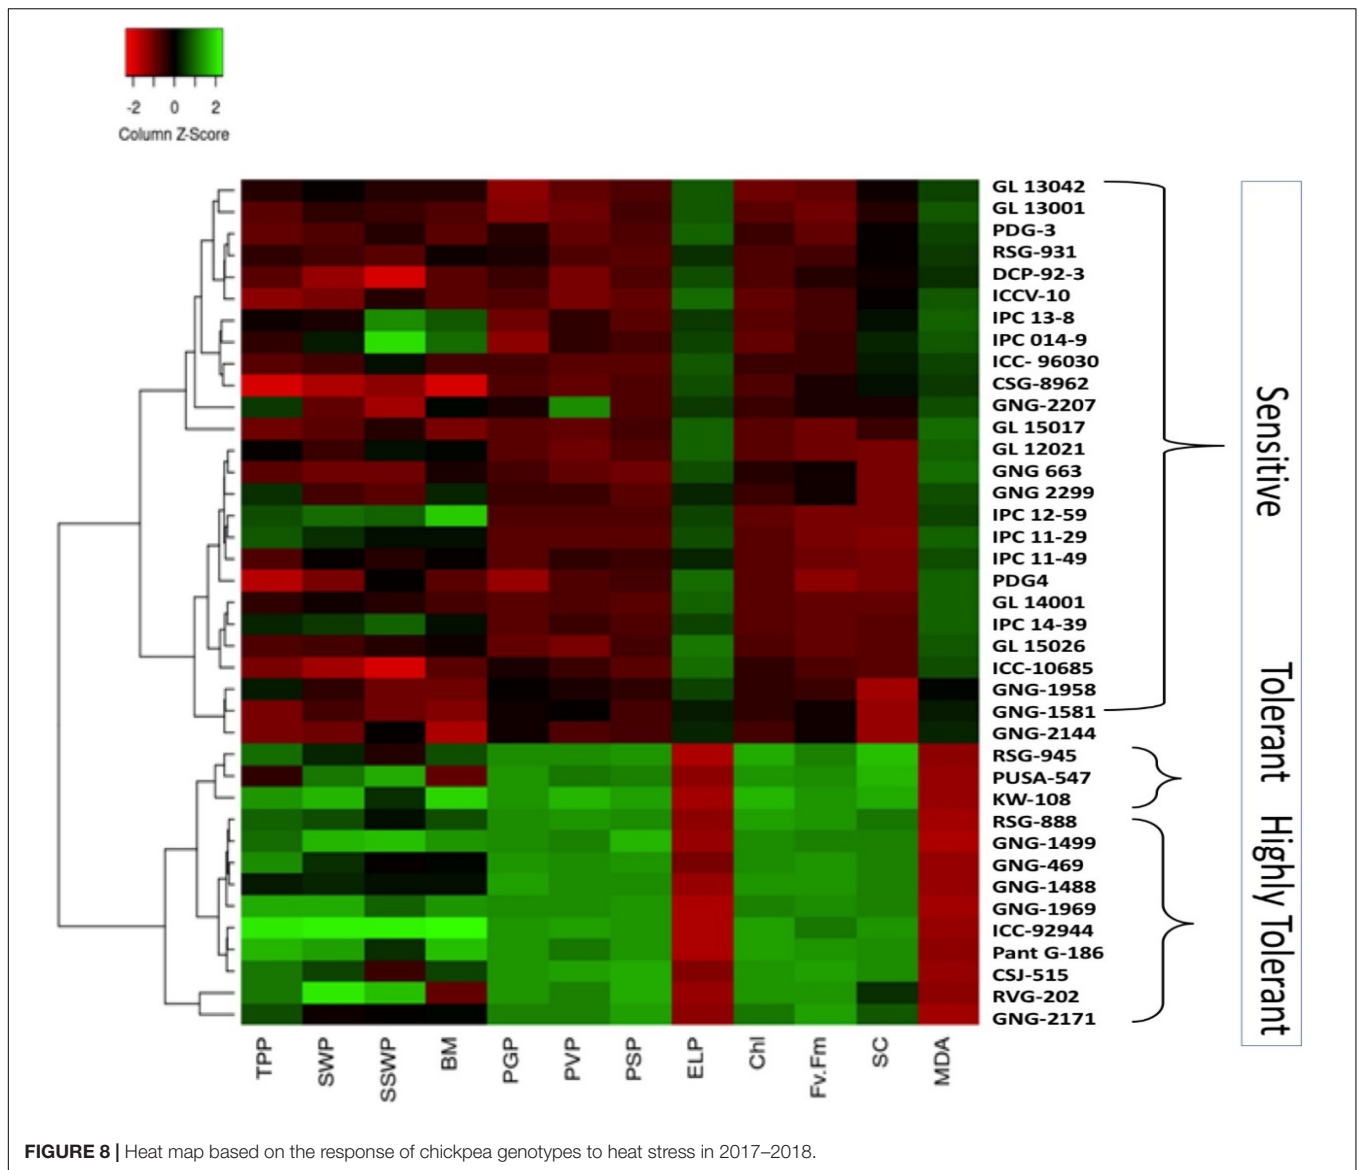 -2 0 2
Column Z-Score
GL 13042
GL 13001
PDG-3
RSG-931
DCP-92-3
ICCV-10
IPC 13-8
IPC 014-9
ICC- 96030
CSG-8962
GNG-2207
GL 15017
GL 12021
GNG 663
GNG 2299
IPC 12-59
IPC 11-29
IPC 11-49
PDG4
GL 14001
IPC 14-39
GL 15026
ICC-10685
GNG-1958
GNG-1581
GNG-2144
RSG-945
PUSA-547
KW-108
RSG-888
GNG-1499
GNG-469
GNG-1488
GNG-1969
ICC-92944
Pant G-186
CSJ-515
RVG-202
GNG-2171
Sensitive Tolerant Highly Tolerant
TPP SWP SSWP BM PGP PVP PSP ELP Chl Fv.Fm SC MDA
FIGURE 8 | Heat map based on the response of chickpea genotypes to heat stress in 2017–2018.